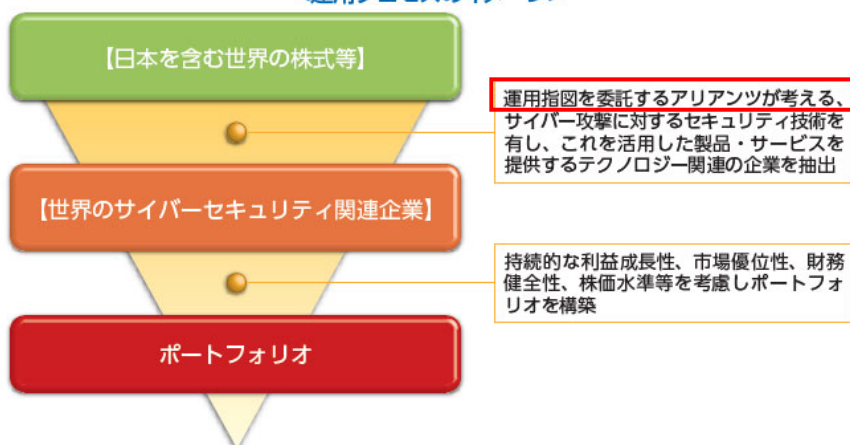 【日本を含む世界の株式等】
運用指図を委託するアリアンツが考える、
サイバー攻撃に対するセキュリティ技術を
有し、これを活用した製品・サービスを
提供するテクノロジー関連の企業を抽出
【世界のサイバーセキュリティ関連企業】
持続的な利益成長性、市場優位性、財務
健全性、株価水準等を考慮しポートフォ
リオを構築
ポートフォリオ